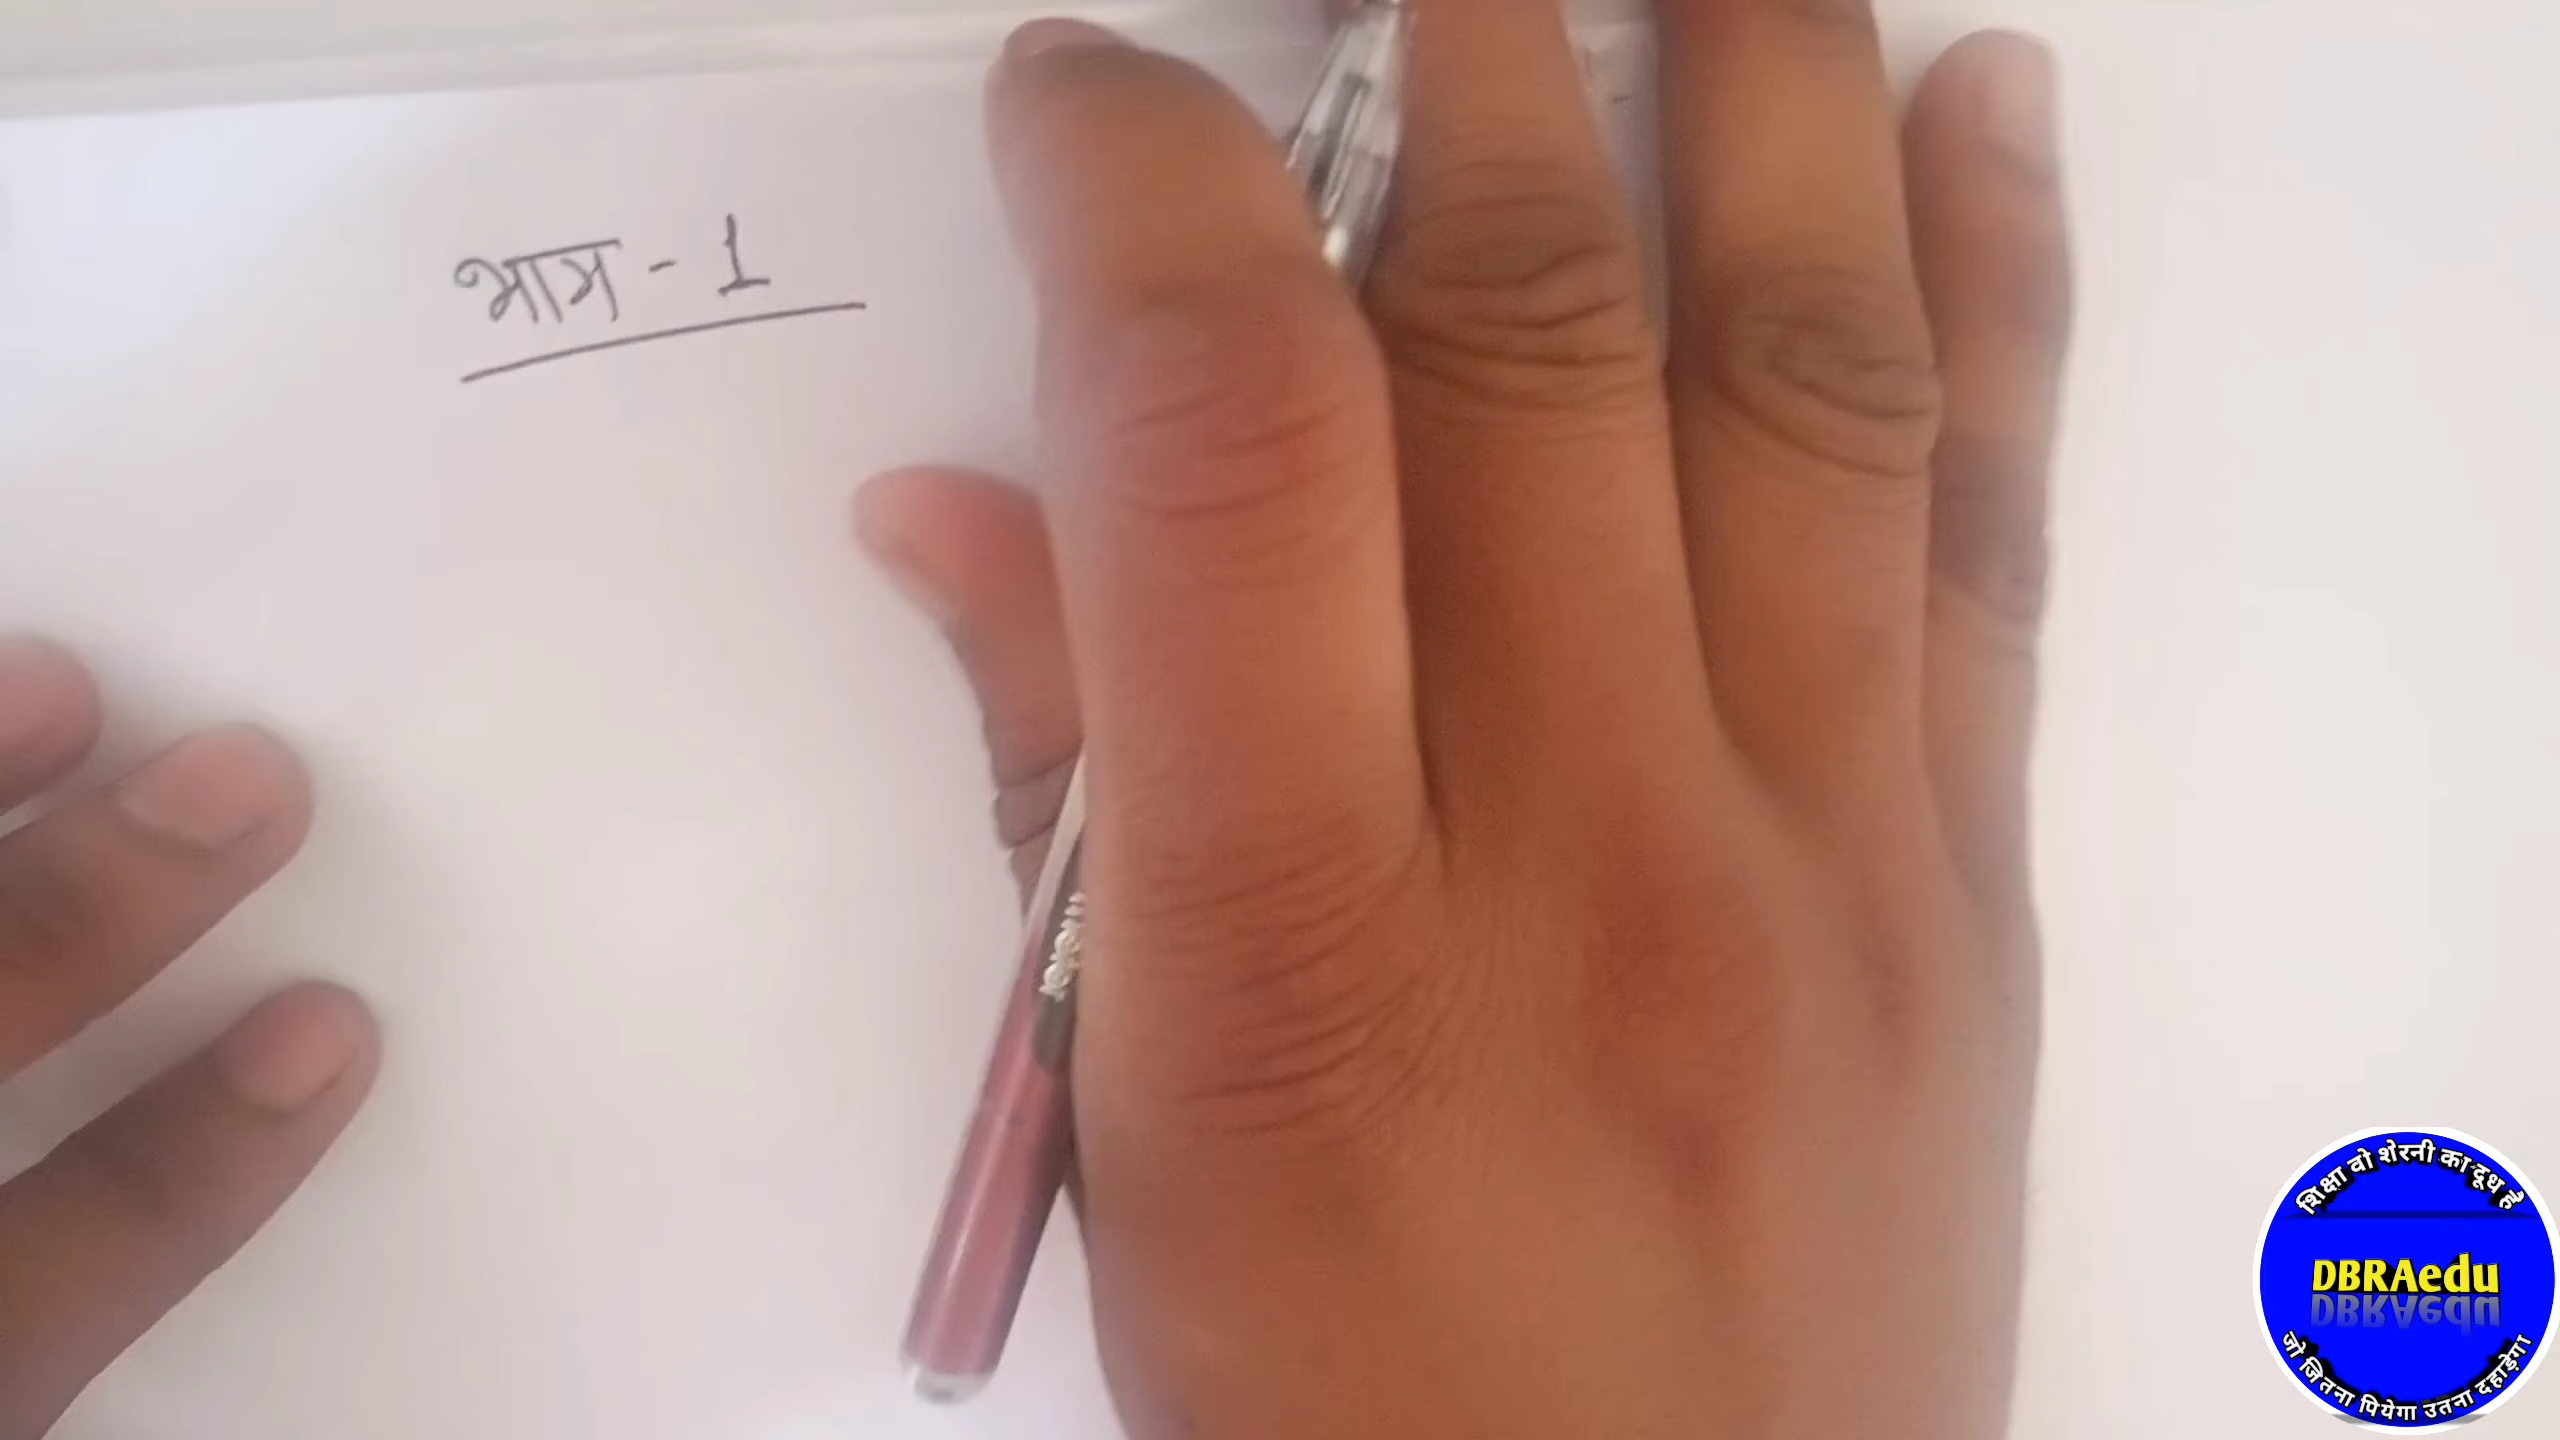 भाग - 1
शिक्षा वो शेरनी का दूध है
DBRAedu
जो जितना पियेगा उतना दहाड़ेगा